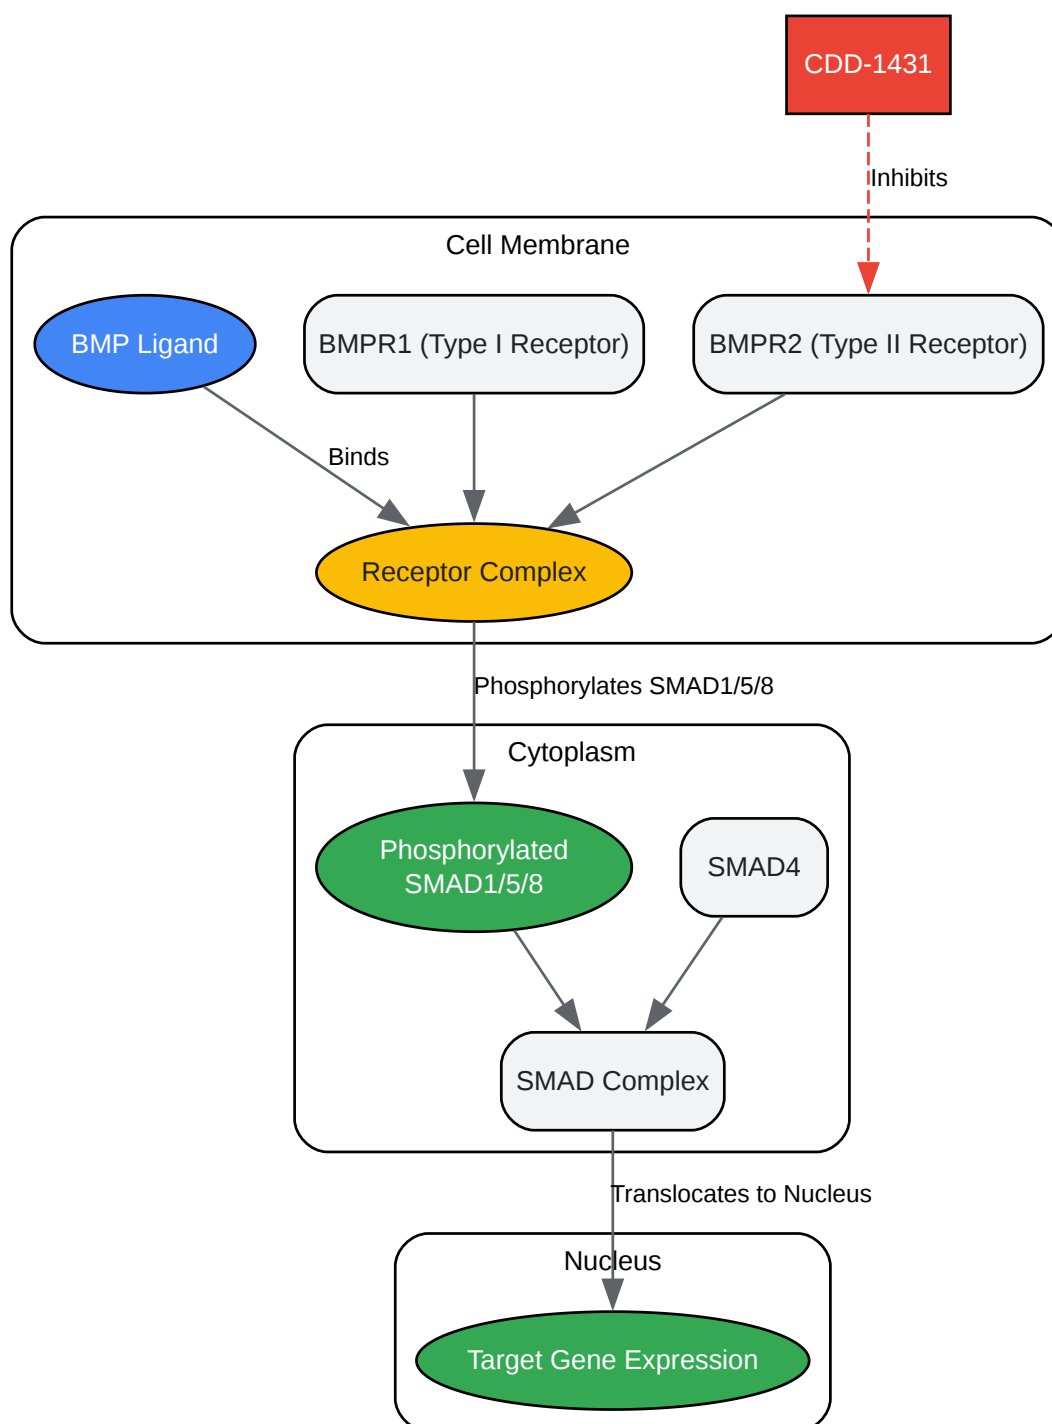 CDD-1431
Inhibits
Cell Membrane
BMP Ligand
BMPR1 (Type I Receptor)
BMPR2 (Type II Receptor)
Binds
Receptor Complex
Phosphorylates SMAD1/5/8
Cytoplasm
Phosphorylated
SMAD1/5/8
SMAD4
SMAD Complex
Translocates to Nucleus
Nucleus
Target Gene Expression